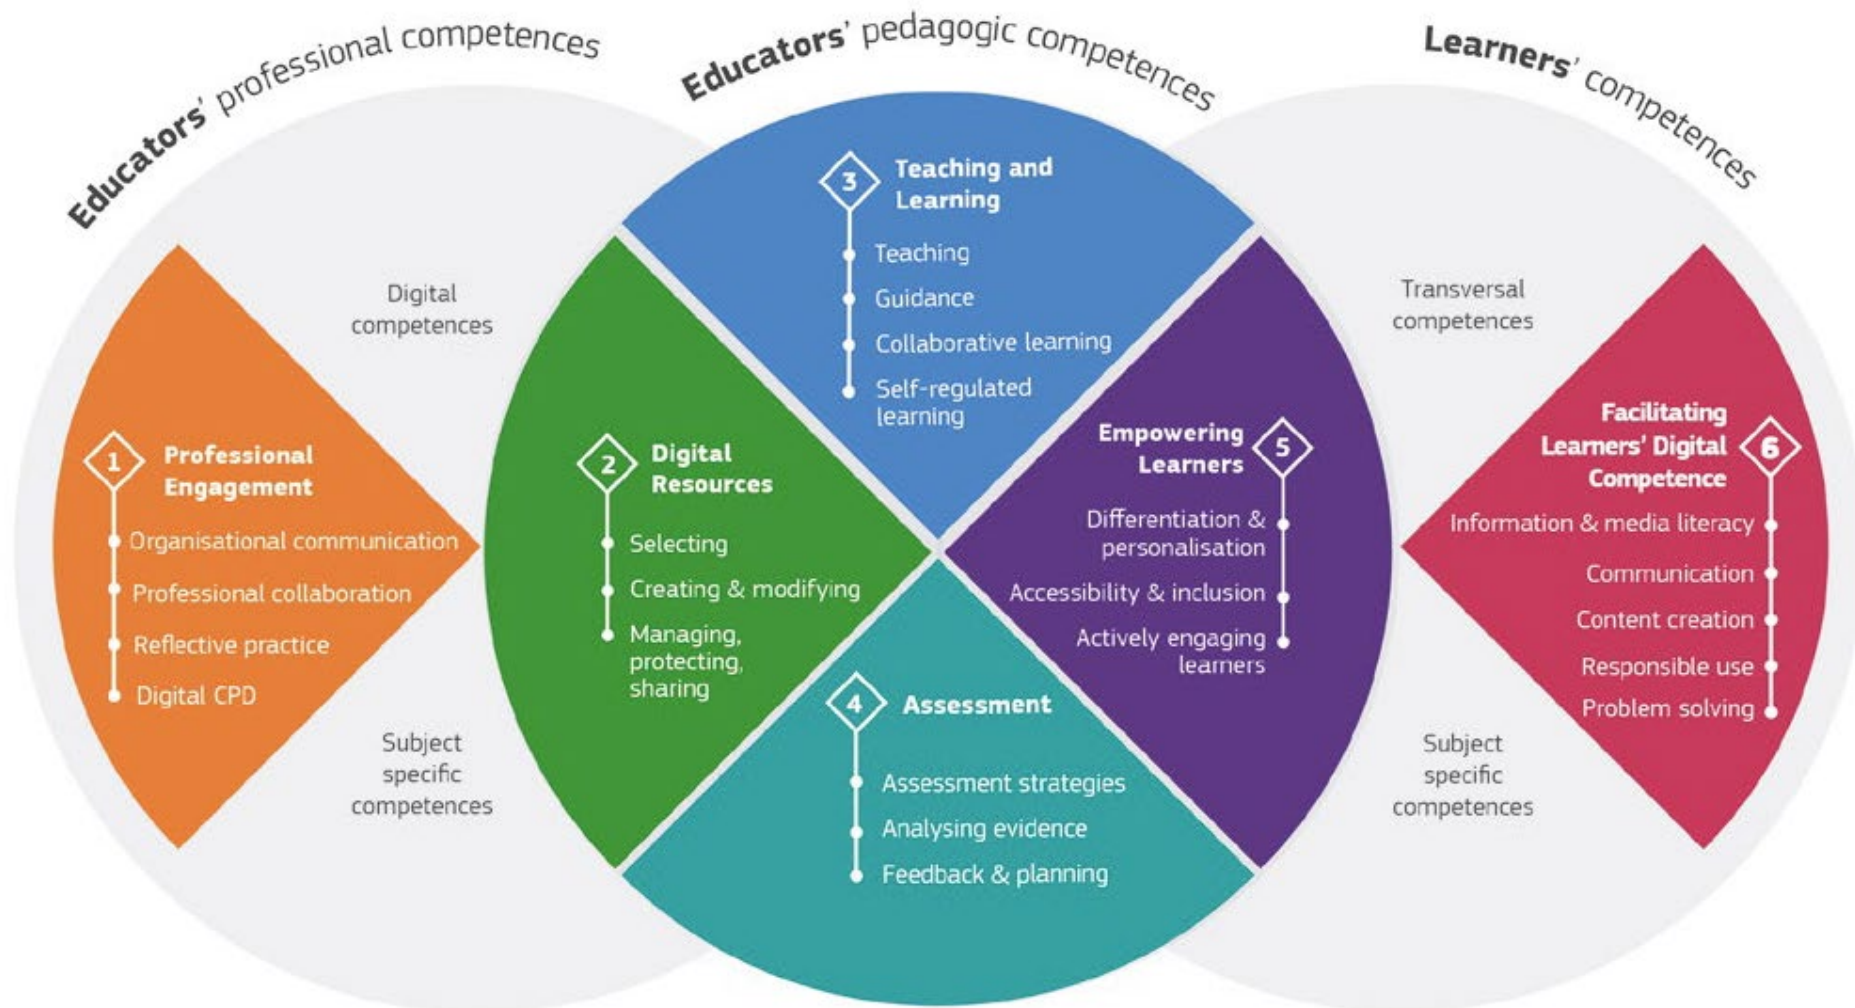 Educators' professional competences
Educators' pedagogic competences
Learners' competences
Digital
competences
Subject
specific
competences
1
Professional
Engagement
Organisational communication
Professional collaboration
Reflective practice
Digital CPD
2
Digital
Resources
Selecting
Creating & modifying
Managing,
protecting,
sharing
3
Teaching and
Learning
Teaching
Guidance
Collaborative learning
Self-regulated
learning
4
Assessment
Assessment strategies
Analysing evidence
Feedback & planning
5
Empowering
Learners
Differentiation &
personalisation
Accessibility & inclusion
Actively engaging
learners
Transversal
competences
Subject
specific
competences
6
Facilitating
Learners' Digital
Competence
Information & media literacy
Communication
Content creation
Responsible use
Problem solving